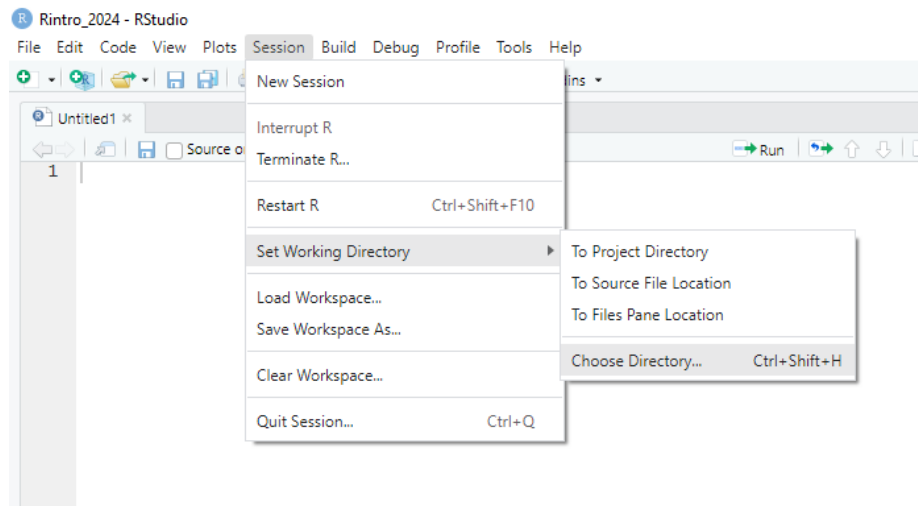 Rintro_2024 - RStudio
File Edit Code View Plots Session Build Debug Profile Tools Help
New Session
Untitled1
Interrupt R
Source o
Run
Terminate R...
1
Restart R Ctrl+Shift+F10
Set Working Directory
To Project Directory
To Source File Location
To Files Pane Location
Choose Directory... Ctrl+Shift+H
Load Workspace...
Save Workspace As...
Clear Workspace...
Quit Session... Ctrl+Q